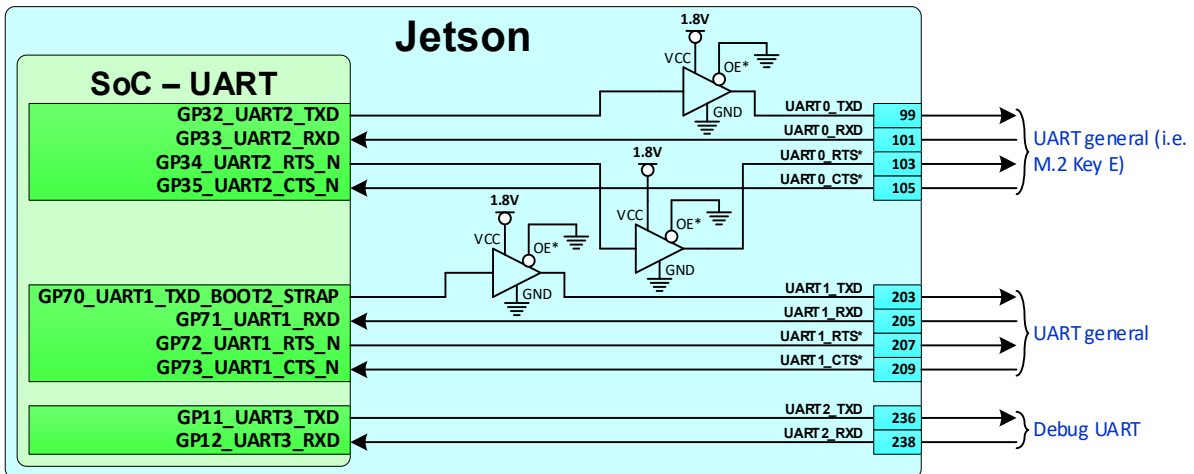 Jetson
SoC – UART
1.8V
VCC
OE*
GND
GP32_UART2_TXD
UART0_TXD
99
GP33_UART2_RXD
UART0_RXD
101
GP34_UART2_RTS_N
UART0_RTS*
103
GP35_UART2_CTS_N
UART0_CTS*
105
UART general (i.e.
M.2 Key E)
1.8V
VCC
OE*
GND
1.8V
VCC
OE*
GND
GP70_UART1_TXD_BOOT2_STRAP
UART1_TXD
203
GP71_UART1_RXD
UART1_RXD
205
GP72_UART1_RTS_N
UART1_RTS*
207
GP73_UART1_CTS_N
UART1_CTS*
209
UART general
GP11_UART3_TXD
UART2_TXD
236
GP12_UART3_RXD
UART2_RXD
238
Debug UART